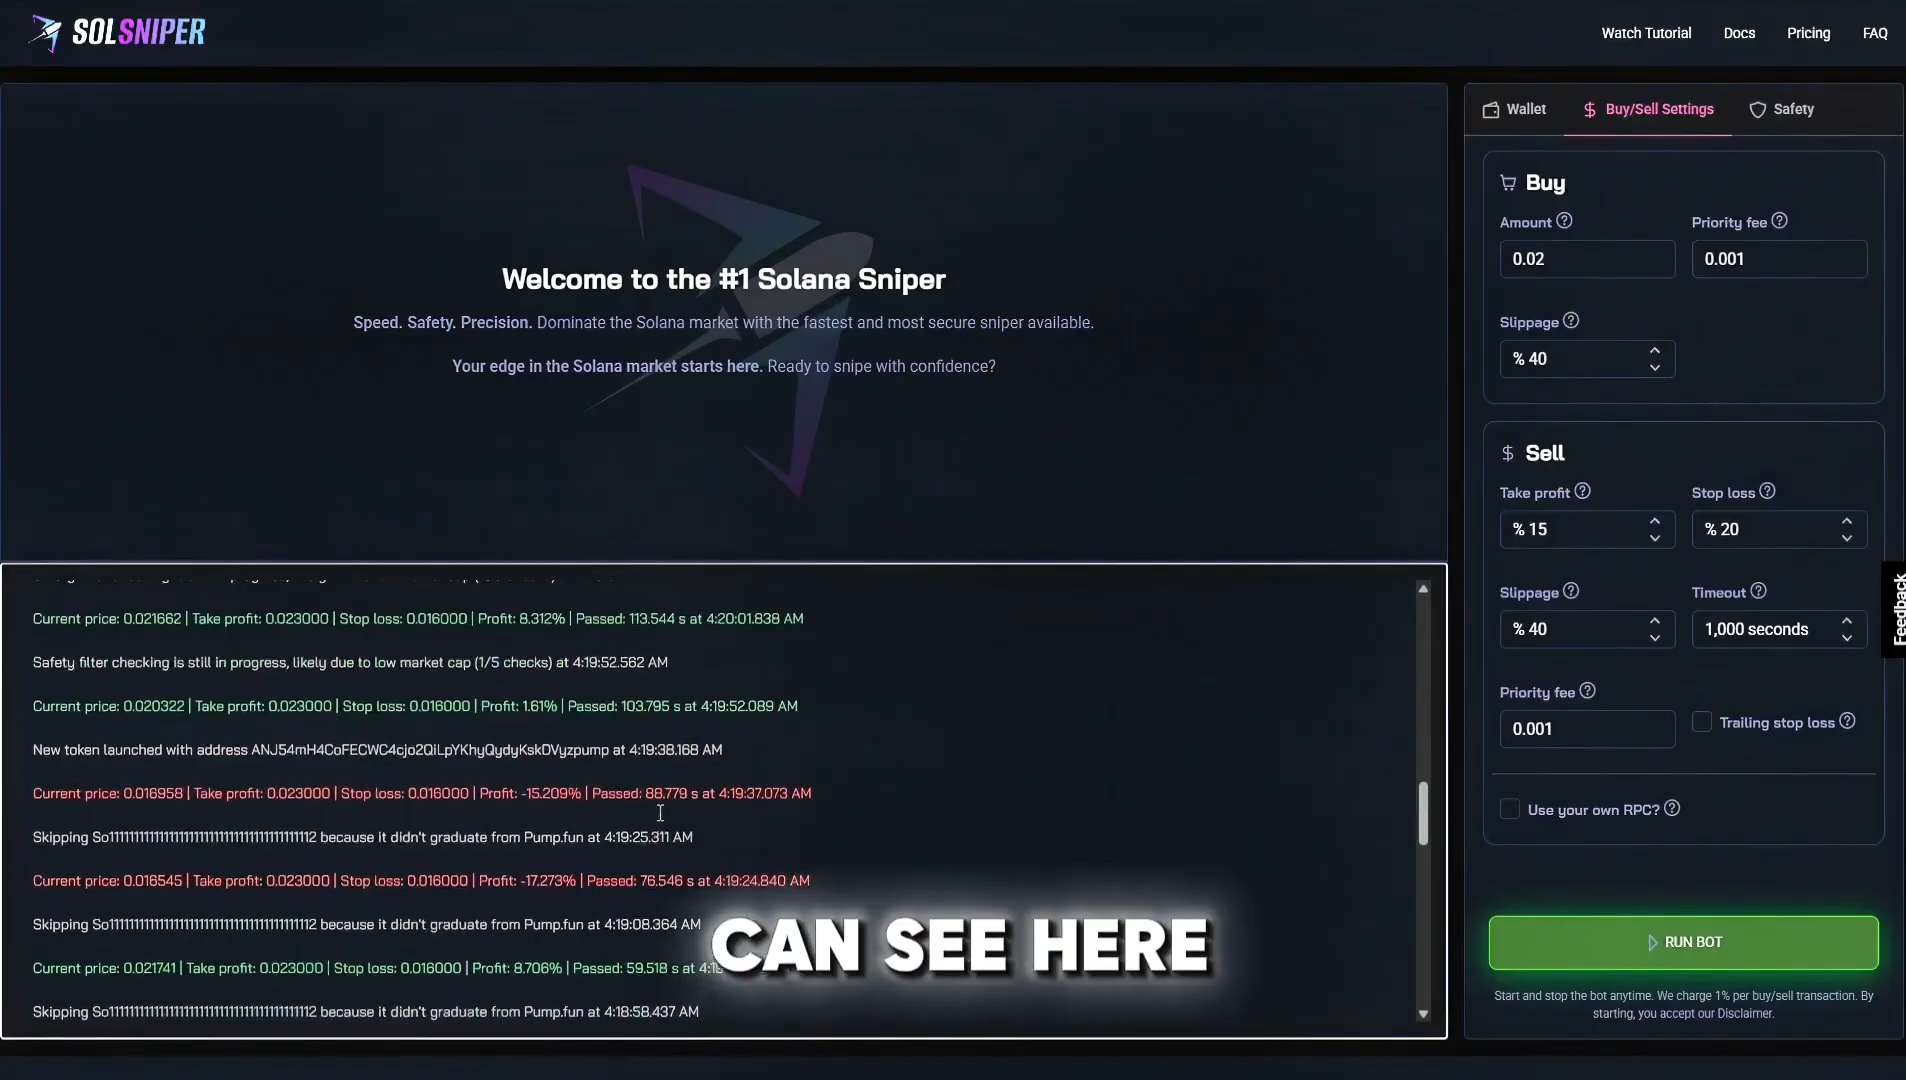 SOLSNIPER
Watch Tutorial
Docs
Pricing
FAQ
Welcome to the #1 Solana Sniper
Speed. Safety. Precision. Dominate the Solana market with the fastest and most secure sniper available.
Your edge in the Solana market starts here. Ready to snipe with confidence?
Current price: 0.021662 | Take profit: 0.023000 | Stop loss: 0.016000 | Profit: 8.312% | Passed: 113.544 s at 4:20:01.838 AM
Safety filter checking is still in progress, likely due to low market cap (1/5 checks) at 4:19:52.562 AM
Current price: 0.020322 | Take profit: 0.023000 | Stop loss: 0.016000 | Profit: 1.61% | Passed: 103.795 s at 4:19:52.089 AM
New token launched with address ANJ54mH4CoFECWC4cjo2QiLpYKhyQydyKskDVyzpump at 4:19:38.168 AM
Current price: 0.016958 | Take profit: 0.023000 | Stop loss: 0.016000 | Profit: -15.209% | Passed: 88.779 s at 4:19:37.073 AM
Skipping So11111111111111111111111111111111111111112 because it didn't graduate from Pump.fun at 4:19:25.311 AM
Current price: 0.016545 | Take profit: 0.023000 | Stop loss: 0.016000 | Profit: -17.273% | Passed: 76.546 s at 4:19:24.840 AM
Skipping So11111111111111111111111111111111111111112 because it didn't graduate from Pump.fun at 4:19:08.364 AM
Current price: 0.021741 | Take profit: 0.023000 | Stop loss: 0.016000 | Profit: 8.706% | Passed: 59.518 s at
Skipping So11111111111111111111111111111111111111112 because it didn't graduate from Pump.fun at 4:18:58.437 AM
CAN SEE HERE
Wallet
Buy/Sell Settings
Safety
Buy
Amount
Priority fee
0.02
0.001
Slippage
% 40
Sell
Take profit
Stop loss
% 15
% 20
Slippage
Timeout
% 40
1,000 seconds
Priority fee
0.001
Trailing stop loss
Use your own RPC?
RUN BOT
Start and stop the bot anytime. We charge 1% per buy/sell transaction. By
starting, you accept our Disclaimer.
Feedback